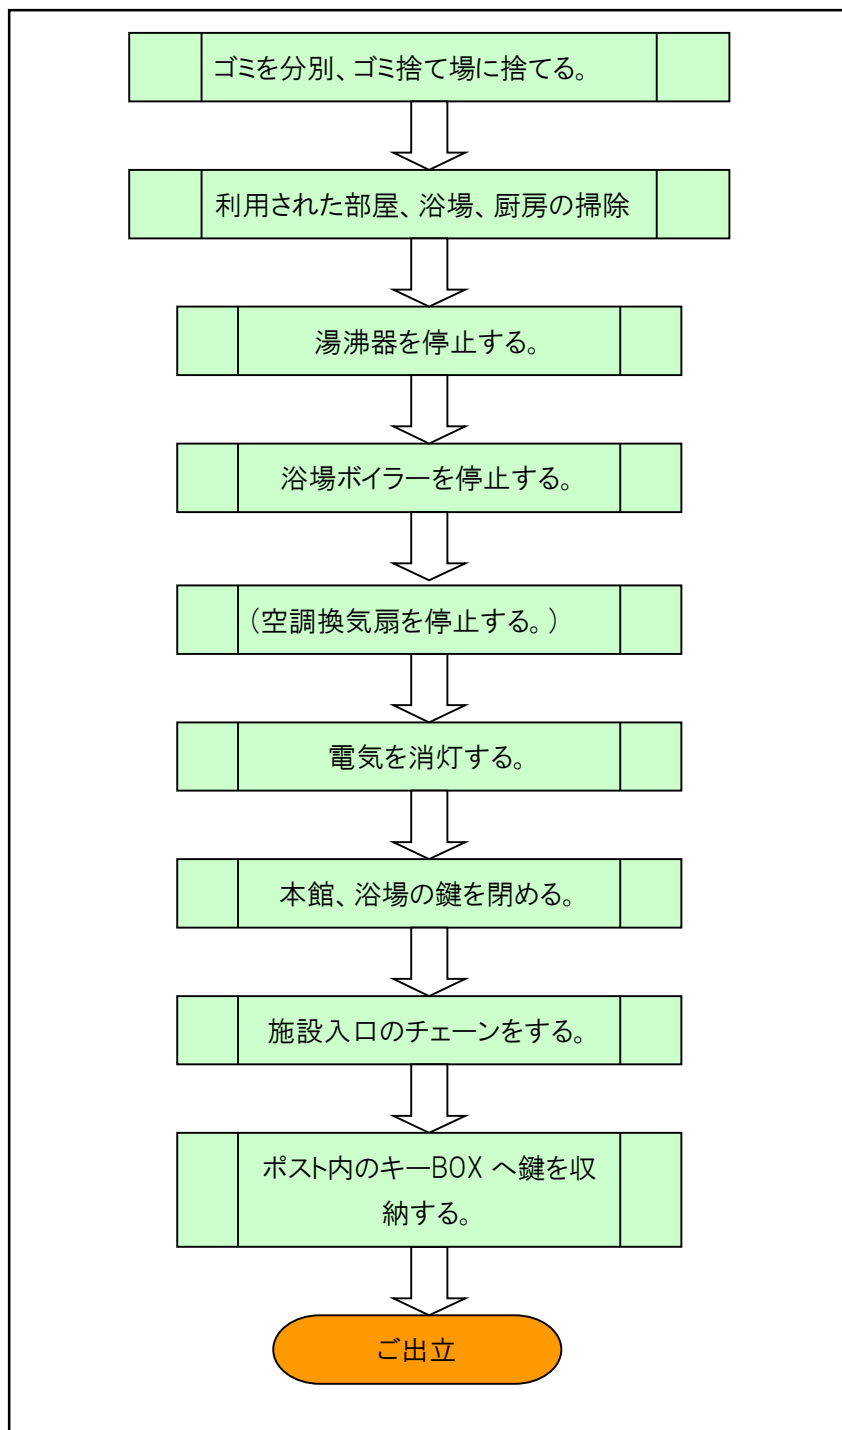 ゴミを分別、ゴミ捨て場に捨てる。
利用された部屋、浴場、厨房の掃除
湯沸器を停止する。
浴場ボイラーを停止する。
（空調換気扇を停止する。）
電気を消灯する。
本館、浴場の鍵を閉める。
施設入口のチェーンをする。
ポスト内のキーBOX へ鍵を収
納する。
ご出立